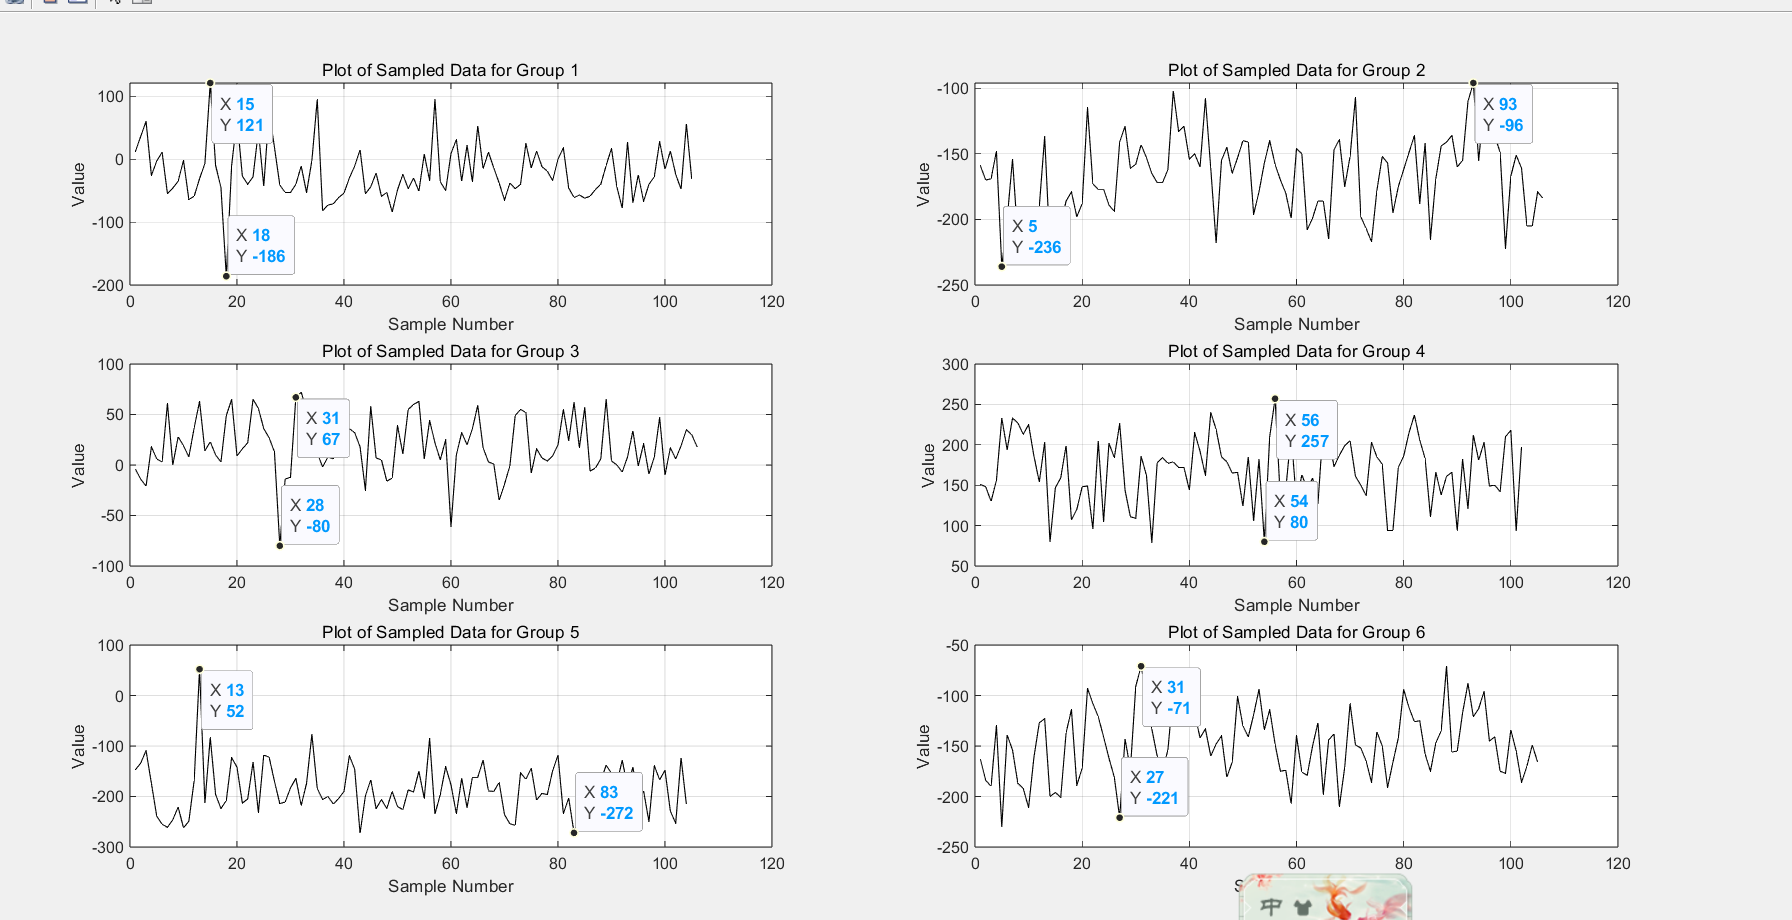 Plot of Sampled Data for Group 1
100
0
-100
-200
Value
X 15
Y 121
X 18
Y -186
0 20 40 60 80 100 120
Sample Number
Plot of Sampled Data for Group 2
-100
-150
-200
-250
Value
X 93
Y -96
X 5
Y -236
0 20 40 60 80 100 120
Sample Number
Plot of Sampled Data for Group 3
100
50
0
-50
-100
Value
X 31
Y 67
X 28
Y -80
0 20 40 60 80 100 120
Sample Number
Plot of Sampled Data for Group 4
300
250
200
150
100
50
Value
X 56
Y 257
X 54
Y 80
0 20 40 60 80 100 120
Sample Number
Plot of Sampled Data for Group 5
100
0
-100
-200
-300
Value
X 13
Y 52
X 83
Y -272
0 20 40 60 80 100 120
Sample Number
Plot of Sampled Data for Group 6
-50
-100
-150
-200
-250
Value
X 31
Y -71
X 27
Y -221
0 20 40 60 80 100 120
中